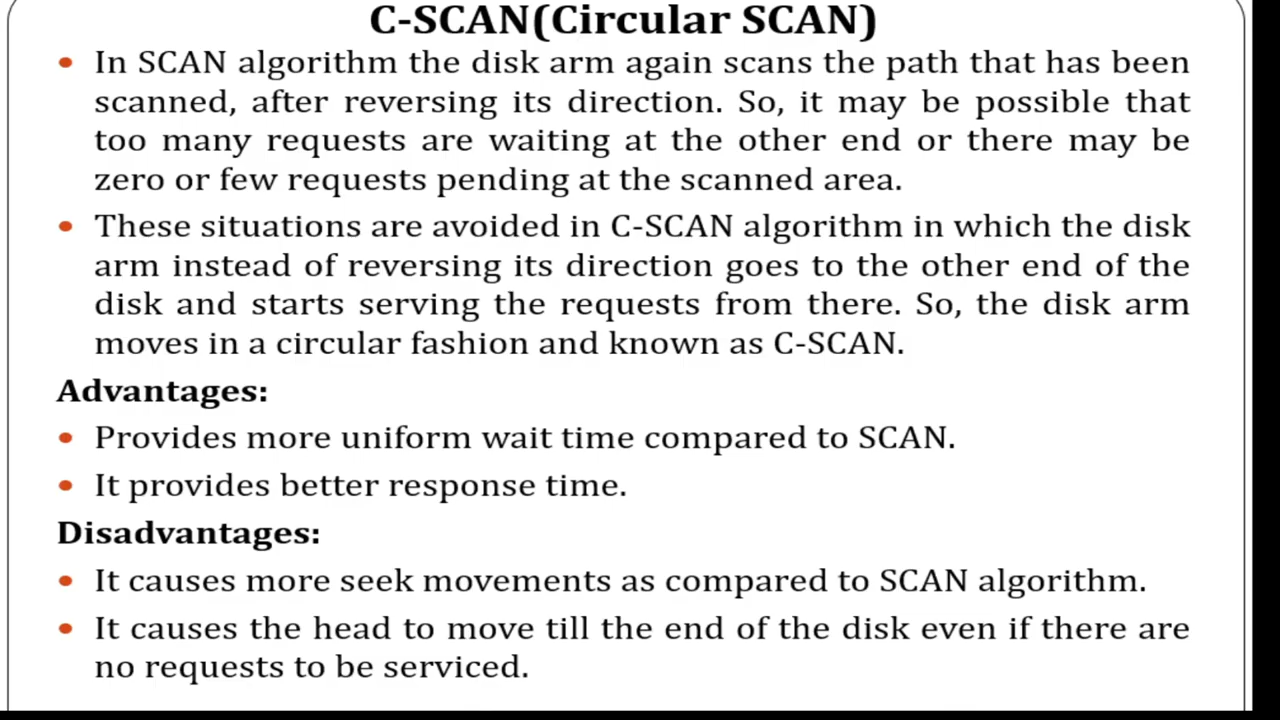 C-SCAN(Circular SCAN)
• In SCAN algorithm the disk arm again scans the path that has been
scanned, after reversing its direction. So, it may be possible that
too many requests are waiting at the other end or there may be
zero or few requests pending at the scanned area.
• These situations are avoided in C-SCAN algorithm in which the disk
arm instead of reversing its direction goes to the other end of the
disk and starts serving the requests from there. So, the disk arm
moves in a circular fashion and known as C-SCAN.
Advantages:
• Provides more uniform wait time compared to SCAN.
• It provides better response time.
Disadvantages:
• It causes more seek movements as compared to SCAN algorithm.
• It causes the head to move till the end of the disk even if there are
no requests to be serviced.